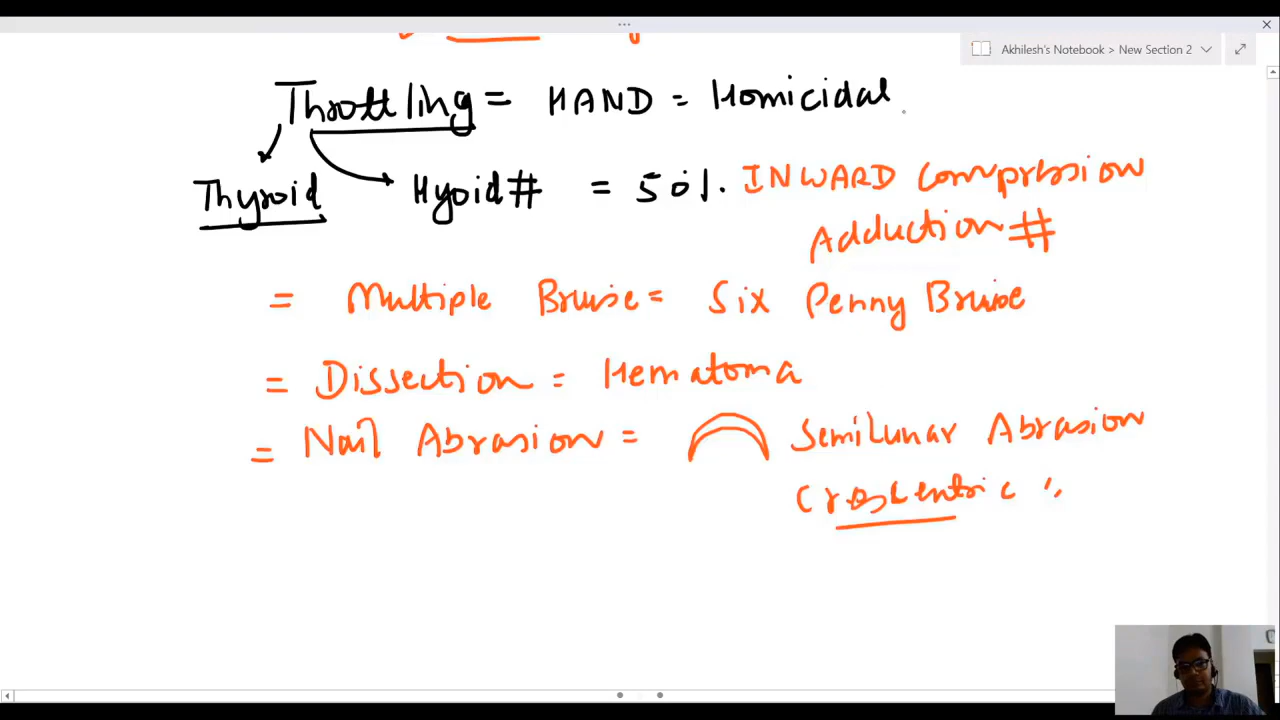 Akhilesh's Notebook > New Section 2
Throttling = HAND = Homicidal
Thyroid Hyoid # = 50%. INWARD Compression
Adduction #
= Multiple Bruise = Six Penny Bruise
= Dissection = Hematoma
= Nail Abrasion = Semilunar Abrasion